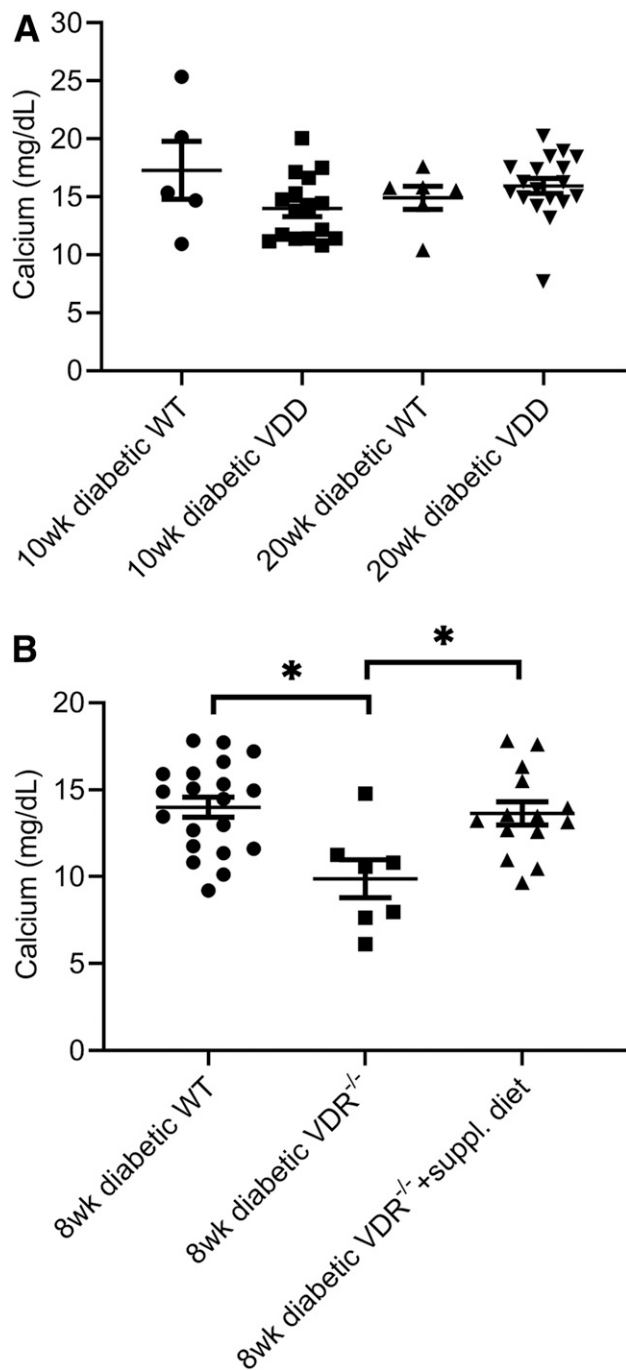 A
Calcium (mg/dL)
30
25
20
15
10
5
0
10wk diabetic WT
10wk diabetic VDD
20wk diabetic WT
20wk diabetic VDD
B
*
*
Calcium (mg/dL)
20
15
10
5
0
8wk diabetic WT
8wk diabetic VDR-/-
8wk diabetic VDR-/-+suppl. diet